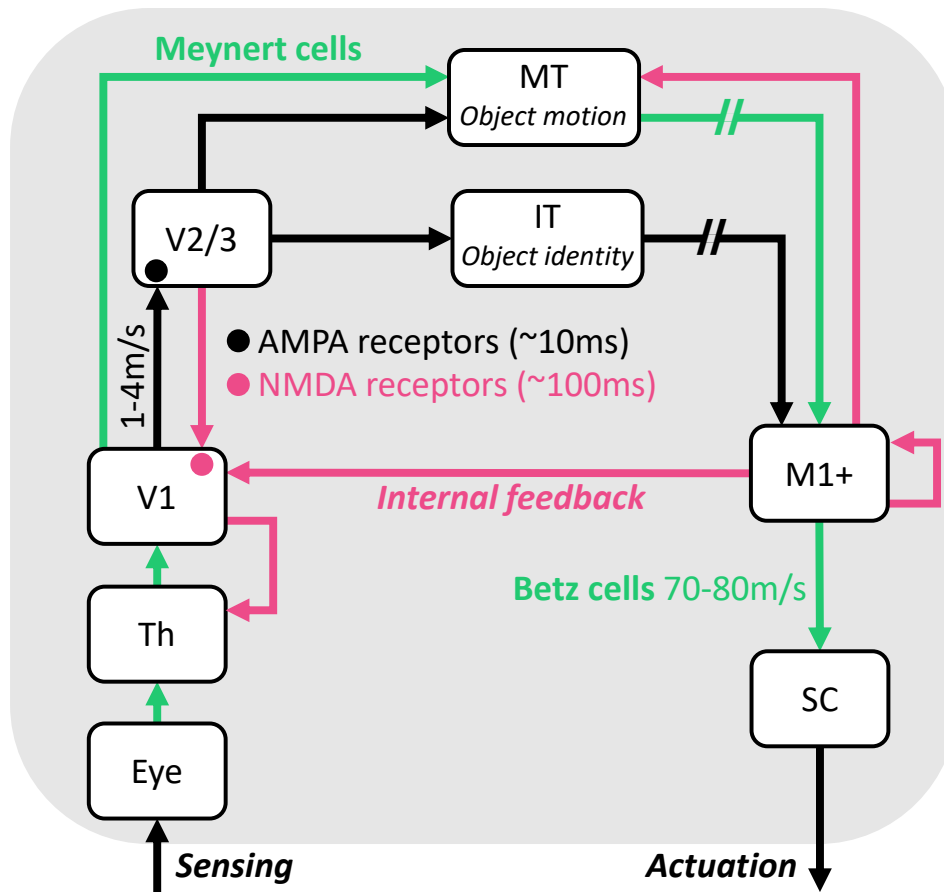 Meynert cells
MT
Object motion
V2/3
IT
Object identity
1-4m/s
AMPA receptors (~10ms)
NMDA receptors (~100ms)
V1
Internal feedback
M1+
Betz cells 70-80m/s
Th
SC
Eye
Sensing
Actuation